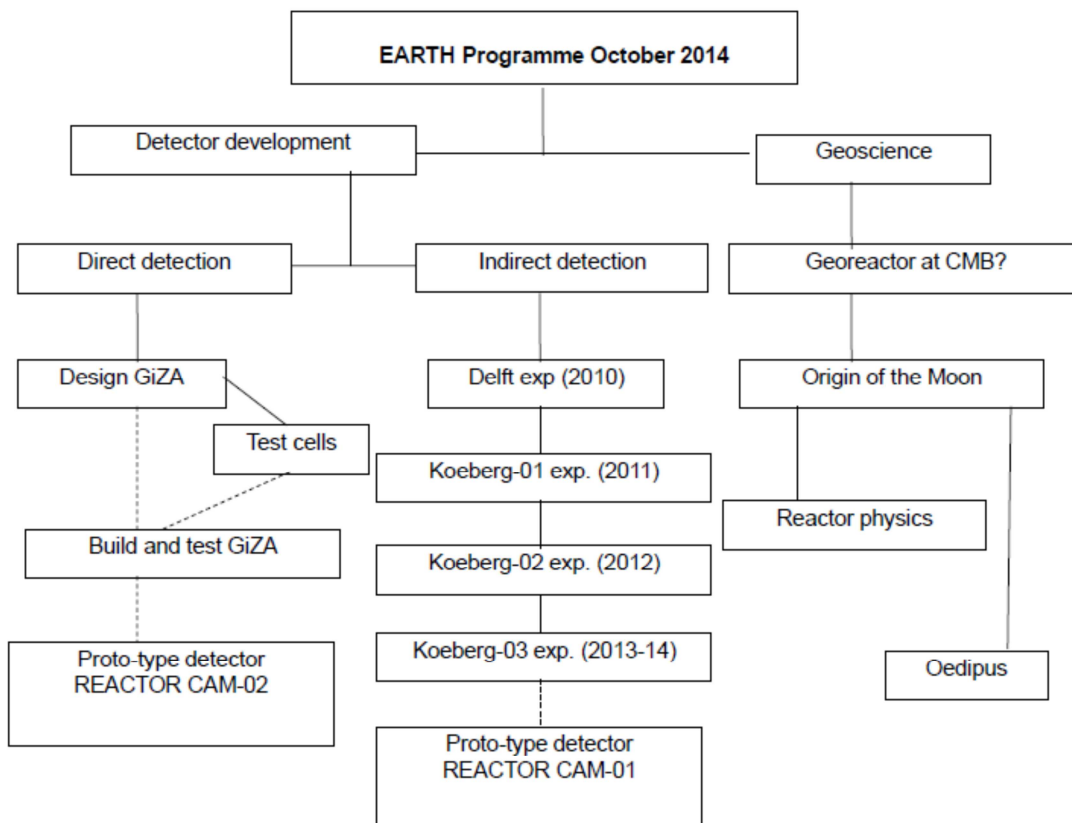 EARTH Programme October 2014
Detector development
Geoscience
Direct detection
Indirect detection
Georeactor at CMB?
Design GiZA
Delft exp (2010)
Origin of the Moon
Test cells
Koeberg-01 exp. (2011)
Reactor physics
Build and test GiZA
Koeberg-02 exp. (2012)
Koeberg-03 exp. (2013-14)
Proto-type detector
REACTOR CAM-02
Oedipus
Proto-type detector
REACTOR CAM-01